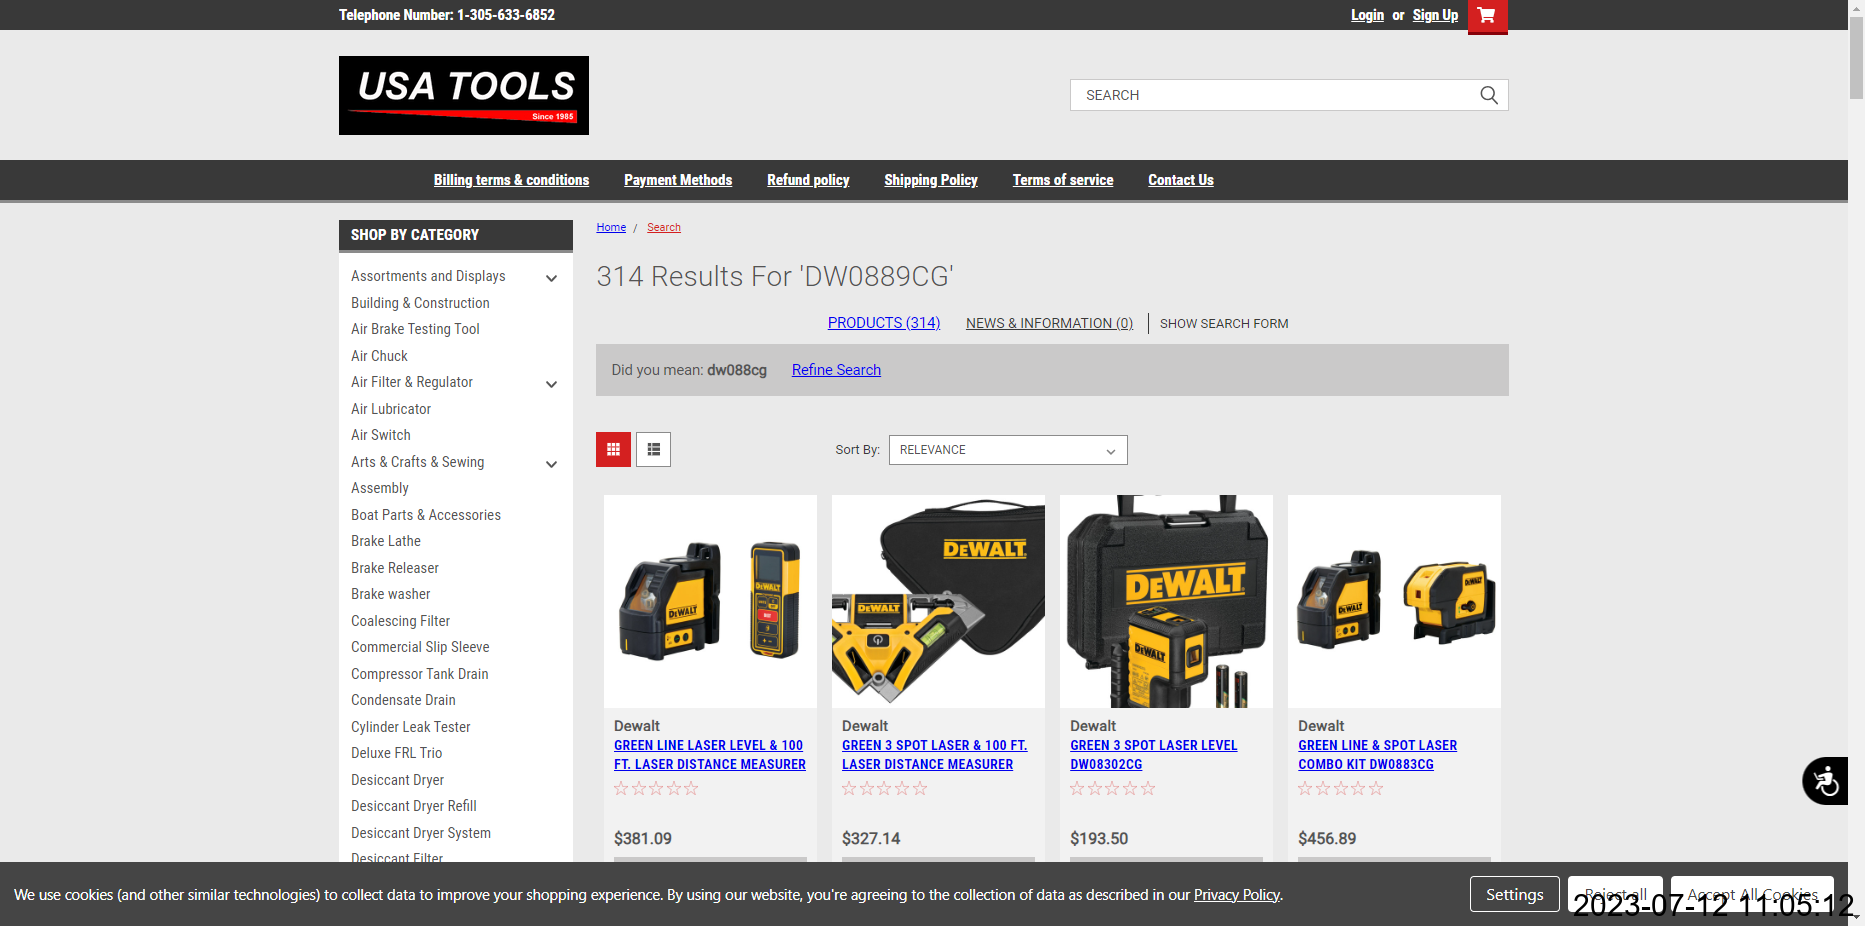 Telephone Number: 1-305-633-6852
Login or Sign Up
USA TOOLS
Since 1985
SEARCH
Billing terms & conditions
Payment Methods
Refund policy
Shipping Policy
Terms of service
Contact Us
SHOP BY CATEGORY
Assortments and Displays
Building & Construction
Air Brake Testing Tool
Air Chuck
Air Filter & Regulator
Air Lubricator
Air Switch
Arts & Crafts & Sewing
Assembly
Boat Parts & Accessories
Brake Lathe
Brake Releaser
Brake washer
Coalescing Filter
Commercial Slip Sleeve
Compressor Tank Drain
Condensate Drain
Cylinder Leak Tester
Deluxe FRL Trio
Desiccant Dryer
Desiccant Dryer Refill
Desiccant Dryer System
Desiccant Filter
Home / Search
314 Results For 'DW0889CG'
PRODUCTS (314)
NEWS & INFORMATION (0)
SHOW SEARCH FORM
Did you mean: dw088cg
Refine Search
Sort By:
RELEVANCE
DEWALT
DEWALT
Dewalt
GREEN LINE LASER LEVEL & 100
FT. LASER DISTANCE MEASURER
$381.09
DEWALT
DEWALT
Dewalt
GREEN 3 SPOT LASER & 100 FT.
LASER DISTANCE MEASURER
$327.14
DEWALT
DEWALT
Dewalt
GREEN 3 SPOT LASER LEVEL
DW08302CG
$193.50
DEWALT
DEWALT
Dewalt
GREEN LINE & SPOT LASER
COMBO KIT DW0883CG
$456.89
We use cookies (and other similar technologies) to collect data to improve your shopping experience. By using our website, you're agreeing to the collection of data as described in our Privacy Policy.
Settings
Reject all
Accept All Cookies
2023-07-12 11:05:12